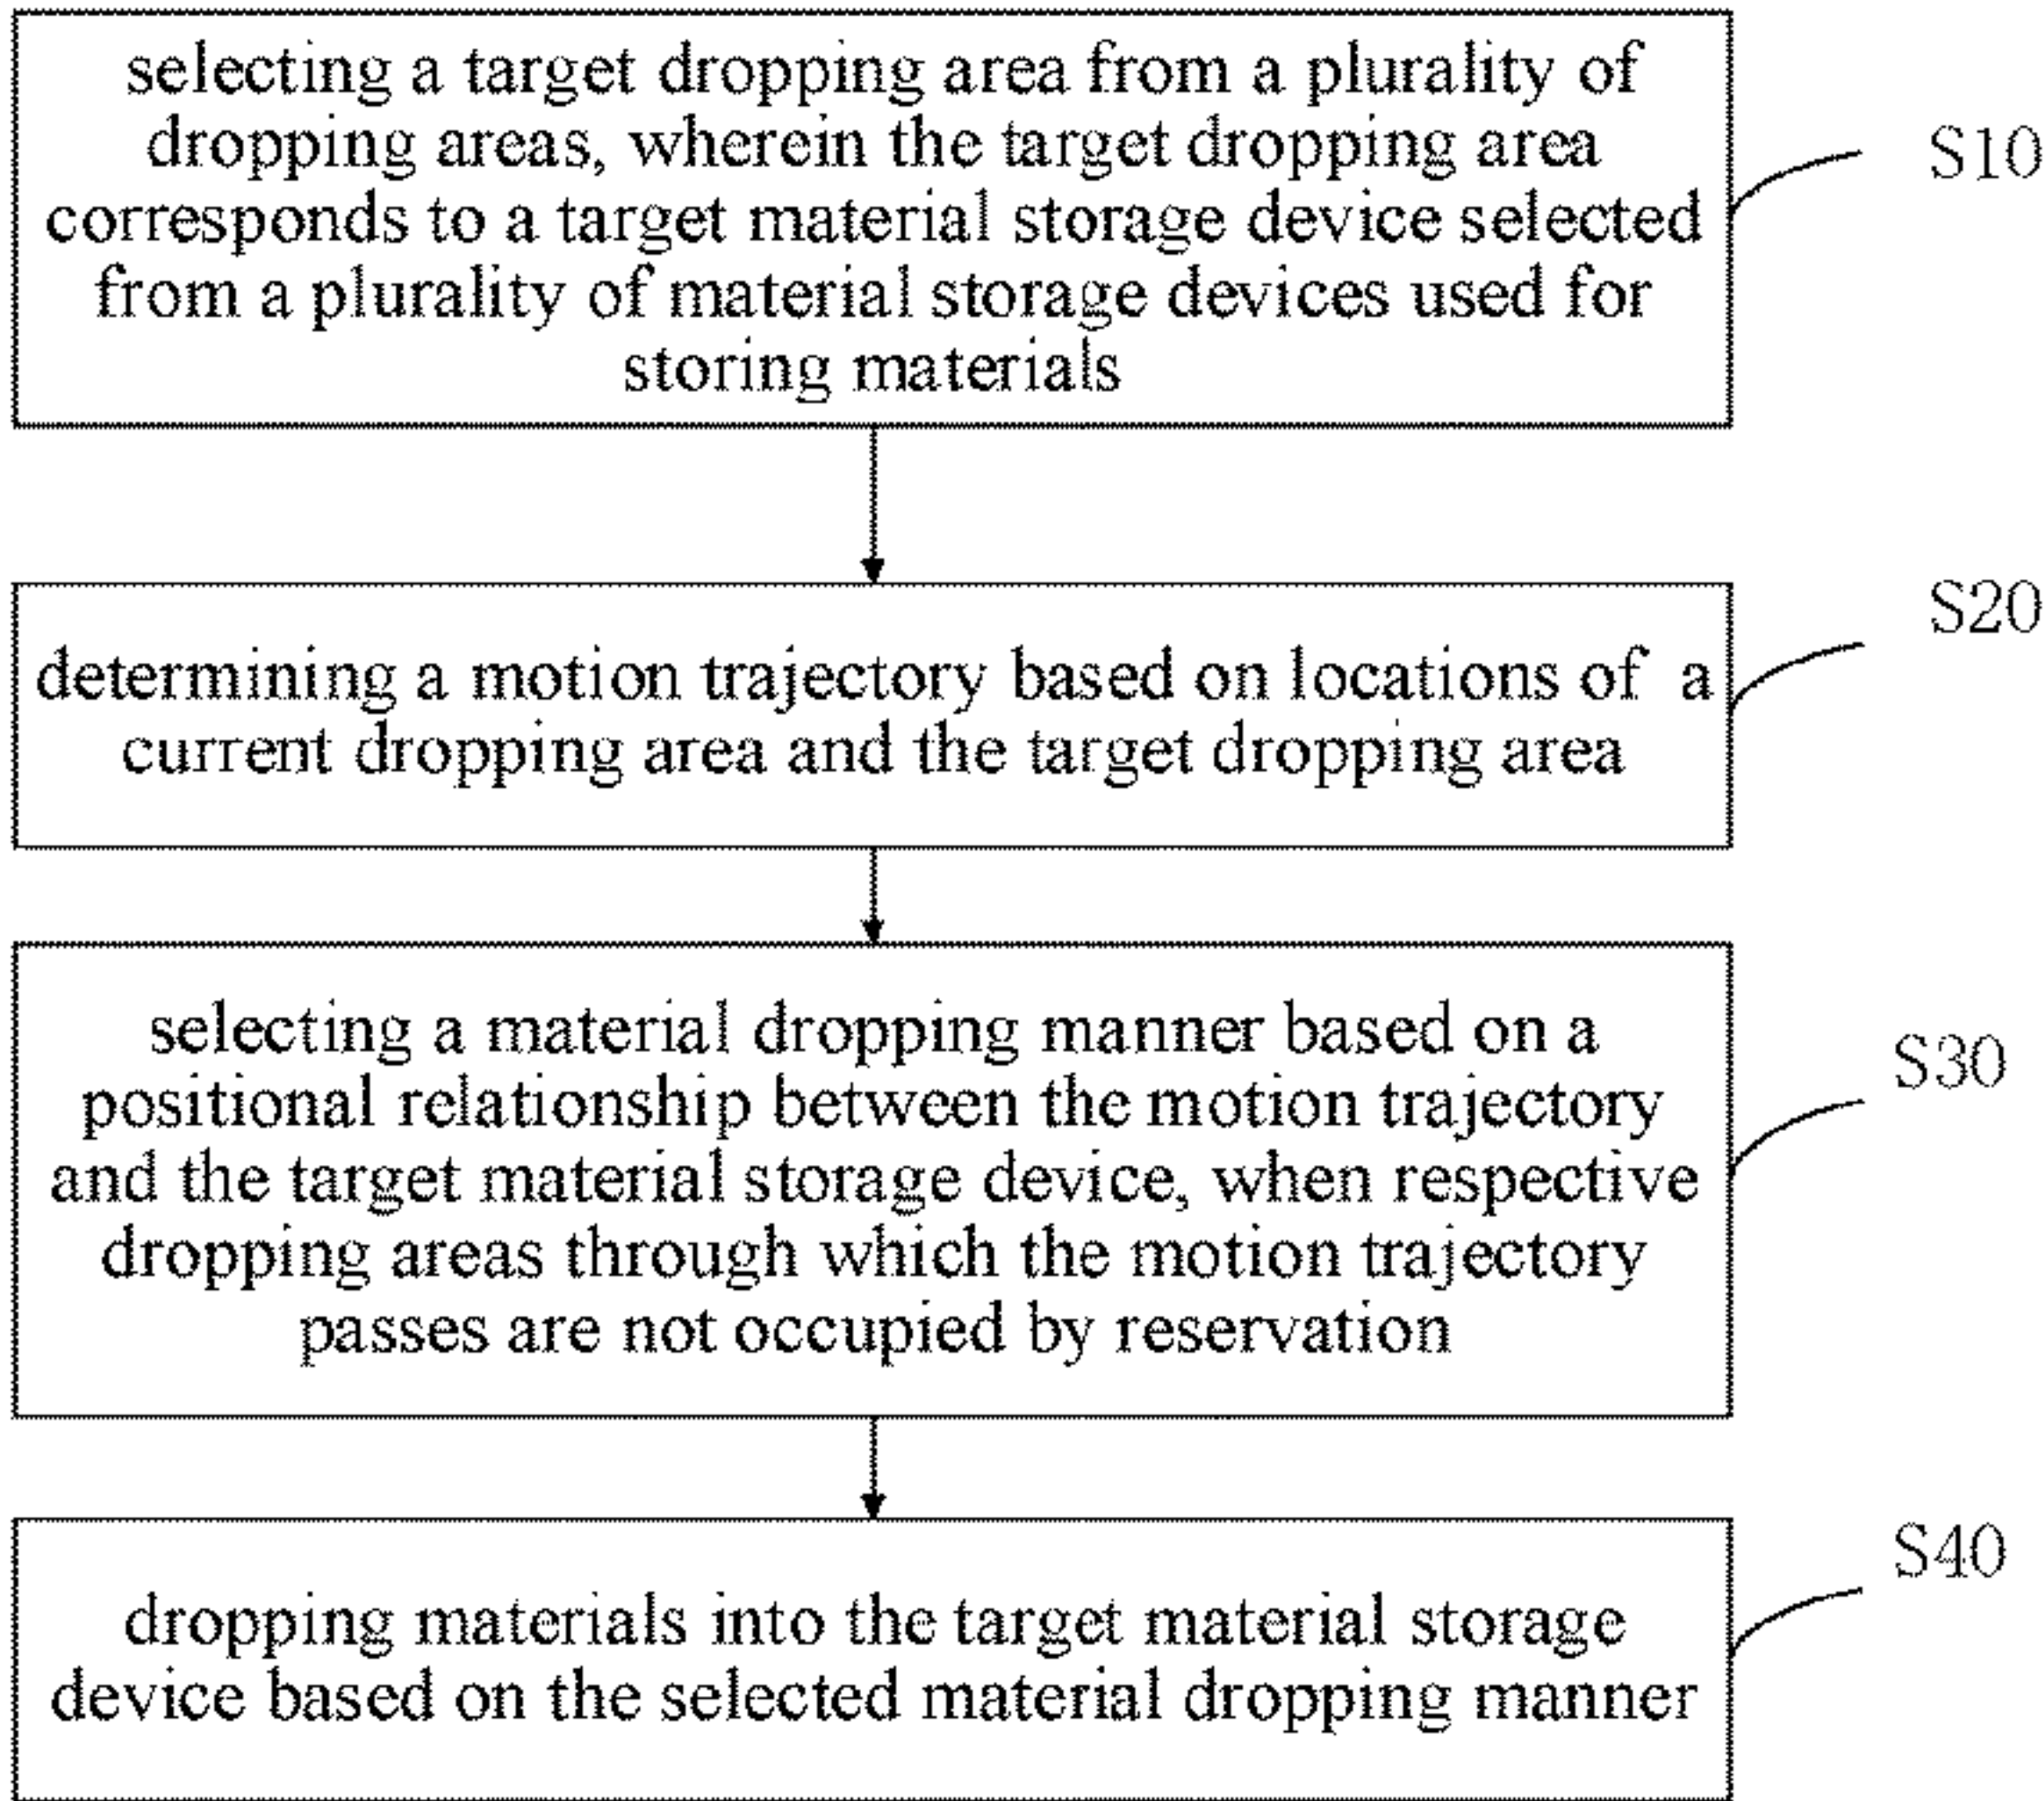 selecting a target dropping area from a plurality of
dropping areas, wherein the target dropping area
corresponds to a target material storage device selected
from a plurality of material storage devices used for
storing materials
S10
determining a motion trajectory based on locations of a
current dropping area and the target dropping area
S20
selecting a material dropping manner based on a
positional relationship between the motion trajectory
and the target material storage device, when respective
dropping areas through which the motion trajectory
passes are not occupied by reservation
S30
dropping materials into the target material storage
device based on the selected material dropping manner
S40